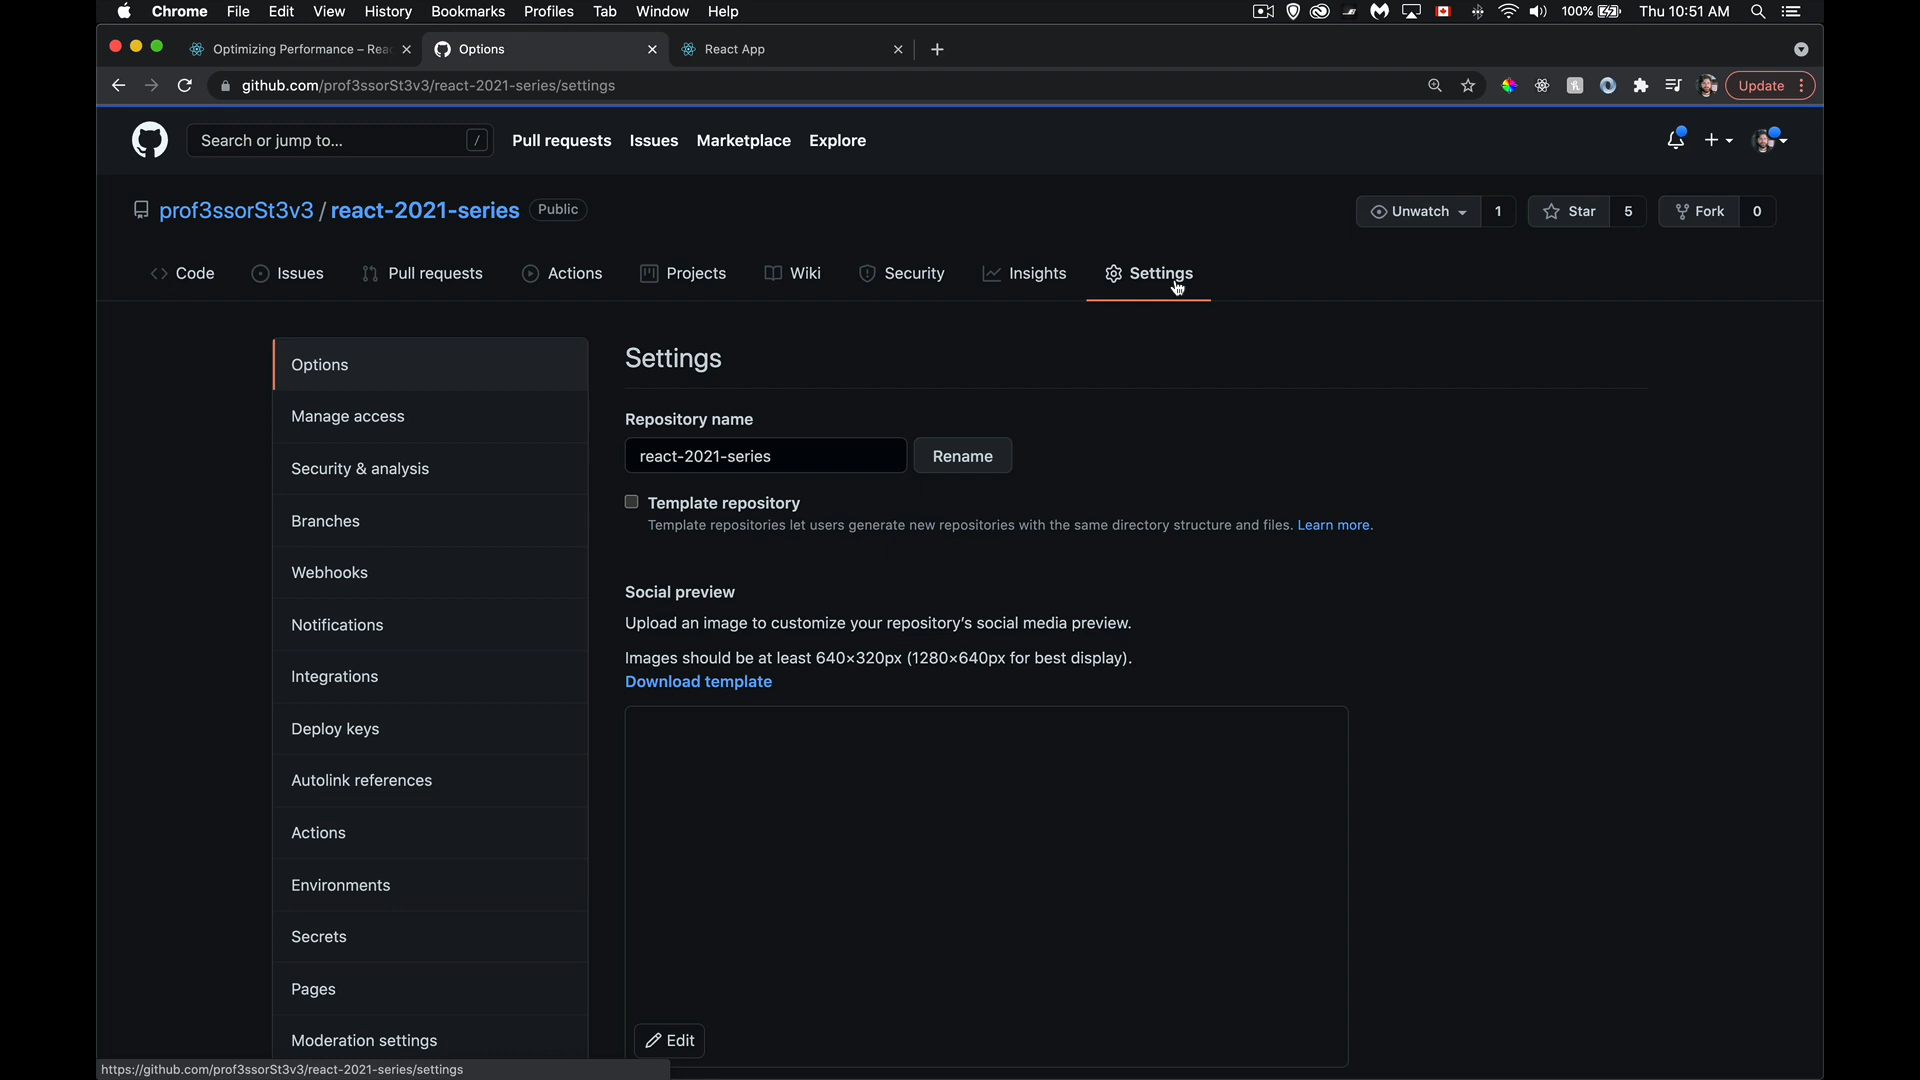 Chrome File Edit View History Bookmarks Profiles Tab Window Help 100% Thu 10:51 AM
Optimizing Performance – Rea Options React App
github.com/prof3ssorSt3v3/react-2021-series/settings Update
Search or jump to... / Pull requests Issues Marketplace Explore
prof3ssorSt3v3 / react-2021-series Public Unwatch 1 Star 5 Fork 0
Code Issues Pull requests Actions Projects Wiki Security Insights Settings
Options
Manage access
Security & analysis
Branches
Webhooks
Notifications
Integrations
Deploy keys
Autolink references
Actions
Environments
Secrets
Pages
Moderation settings
Settings
Repository name
react-2021-series Rename
Template repository
Template repositories let users generate new repositories with the same directory structure and files. Learn more.
Social preview
Upload an image to customize your repository's social media preview.
Images should be at least 640×320px (1280×640px for best display).
Download template
Edit
https://github.com/prof3ssorSt3v3/react-2021-series/settings